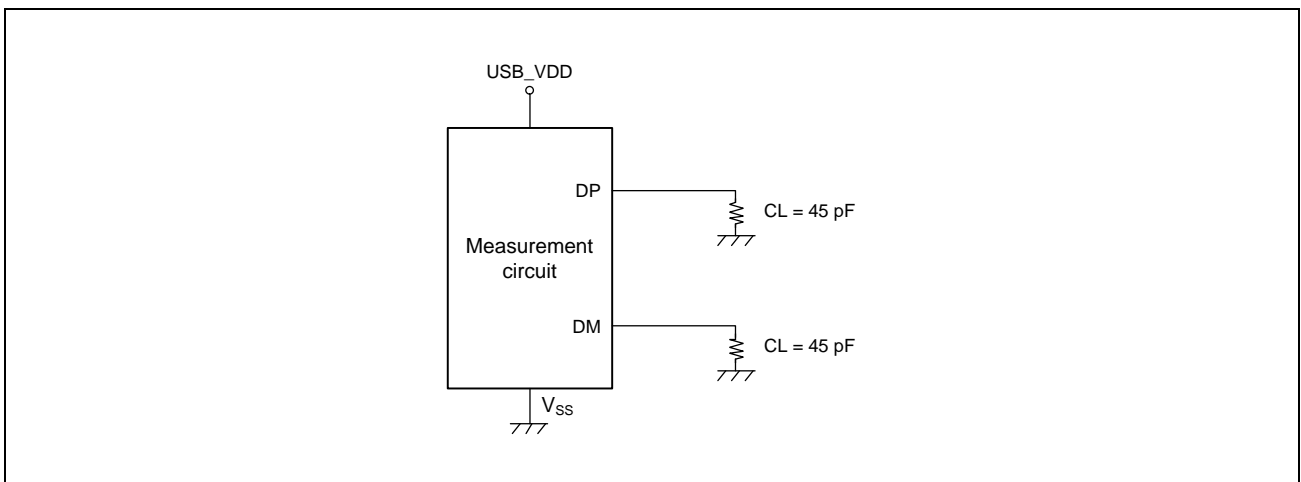 USB_VDD
DP
CL = 45 pF
Measurement
circuit
DM
CL = 45 pF
VSS